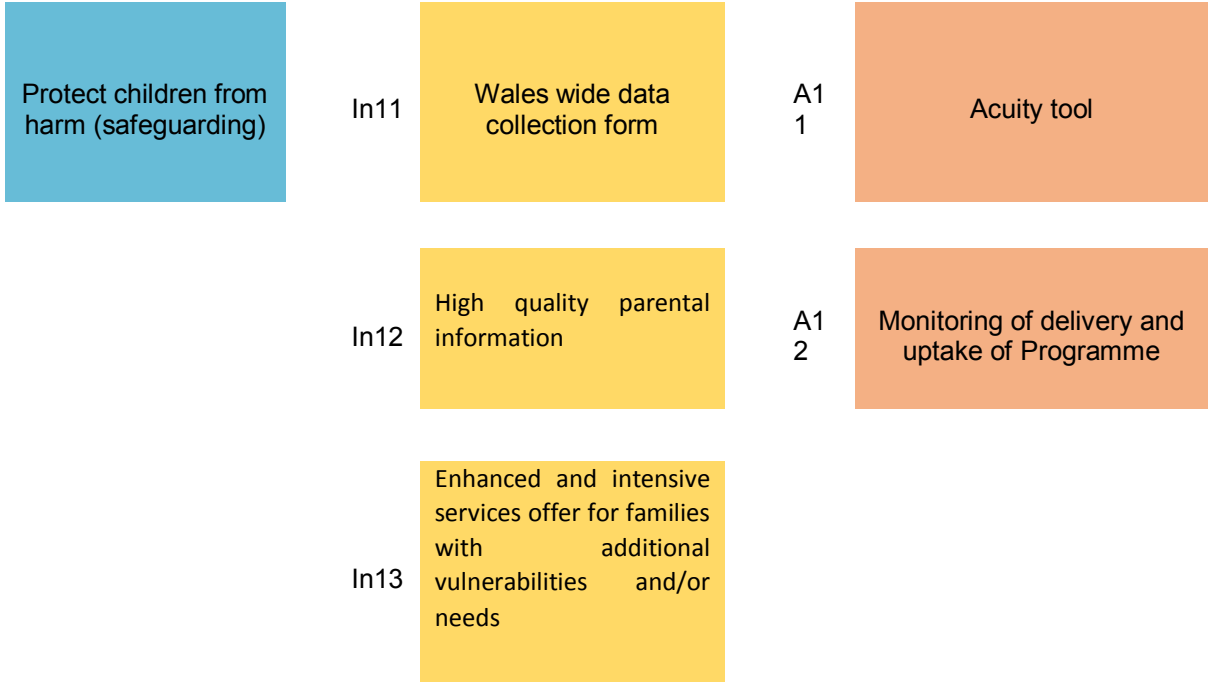 Protect children from
harm (safeguarding)
In11
Wales wide data
collection form
A1
1
Acuity tool
In12
High quality parental
information
A1
2
Monitoring of delivery and
uptake of Programme
In13
Enhanced and intensive
services offer for families
with additional
vulnerabilities and/or
needs